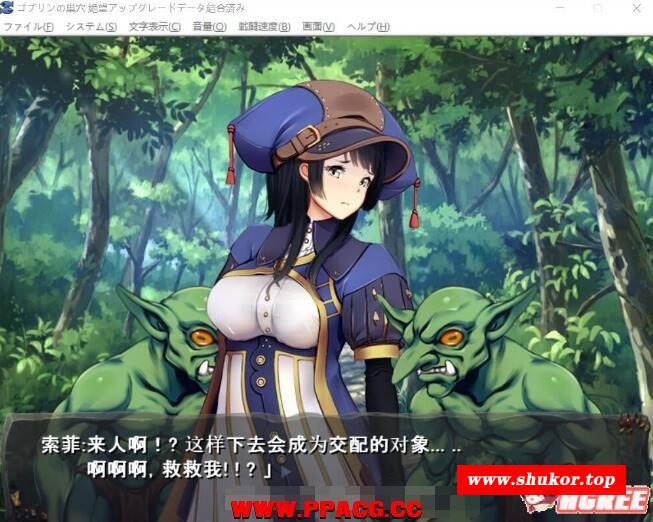 ゴブリンの巣穴 絶望アップグレードデータ結合済み
ファイル(F) システム(S) 文字表示(C) 音量(O) 戦闘速度(B) 画面(V) ヘルプ(H)
索菲:来人啊！？这样下去会成为交配的对象... ..
啊啊啊, 救救我!!？」
www.shukor.top
WWW.PPACG.CC
HGREE